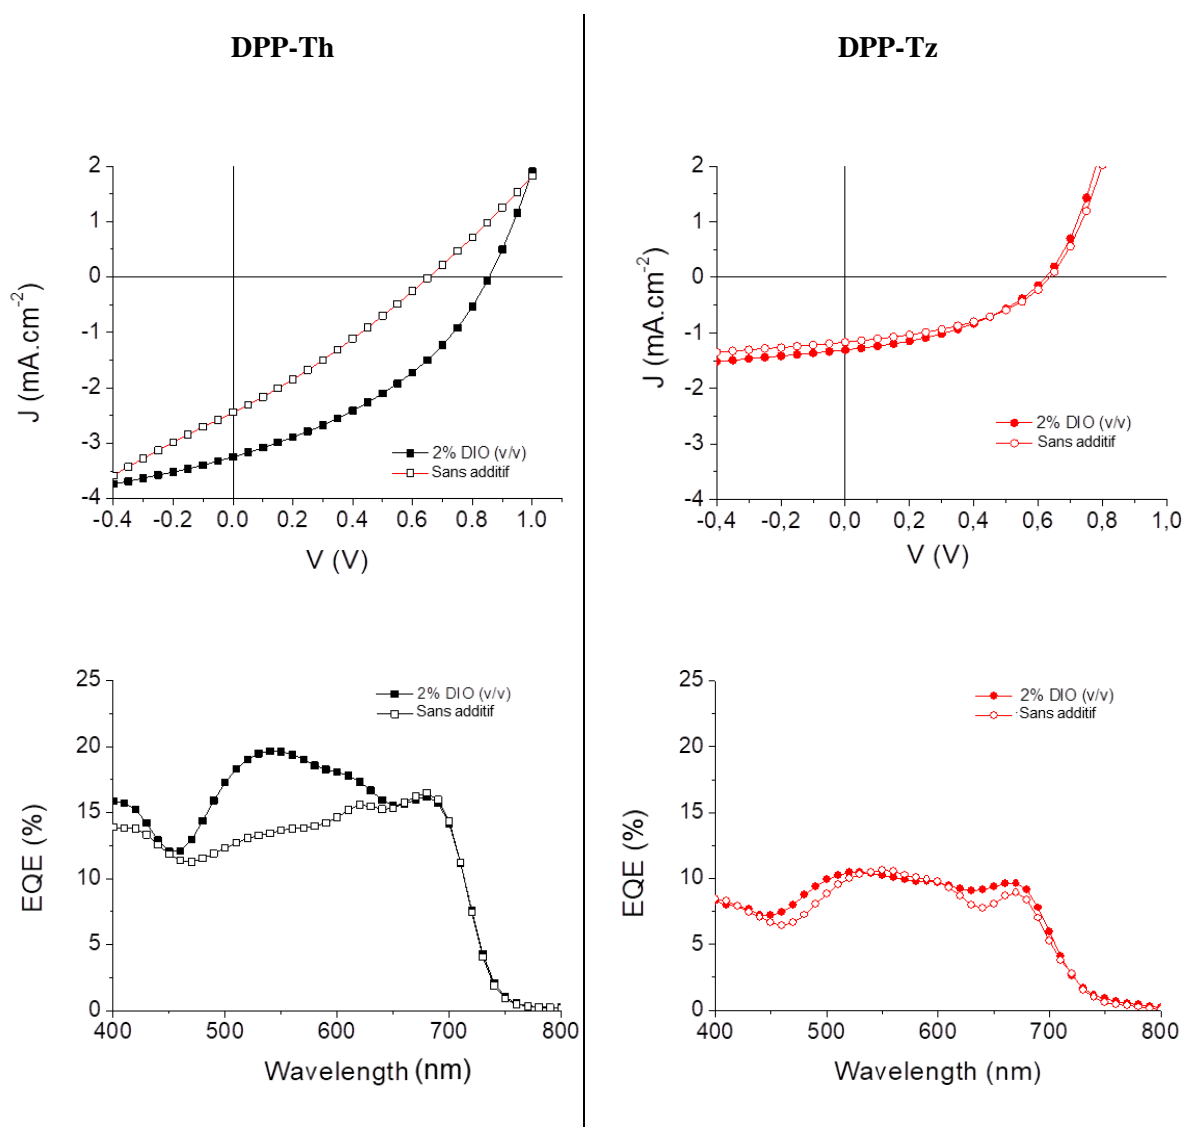 DPP-Th
DPP-Tz
J (mA.cm-2)
2
1
0
-1
-2
-3
-4
2% DIO (v/v)
Sans additif
-0.4 -0.2 0.0 0.2 0.4 0.6 0.8 1.0
V (V)
J (mA.cm-2)
2
1
0
-1
-2
-3
-4
2% DIO (v/v)
Sans additif
-0,4 -0,2 0,0 0,2 0,4 0,6 0,8 1,0
V (V)
EQE (%)
25
20
15
10
5
0
2% DIO (v/v)
Sans additif
400 500 600 700 800
Wavelength (nm)
EQE (%)
25
20
15
10
5
0
2% DIO (v/v)
Sans additif
400 500 600 700 800
Wavelength (nm)